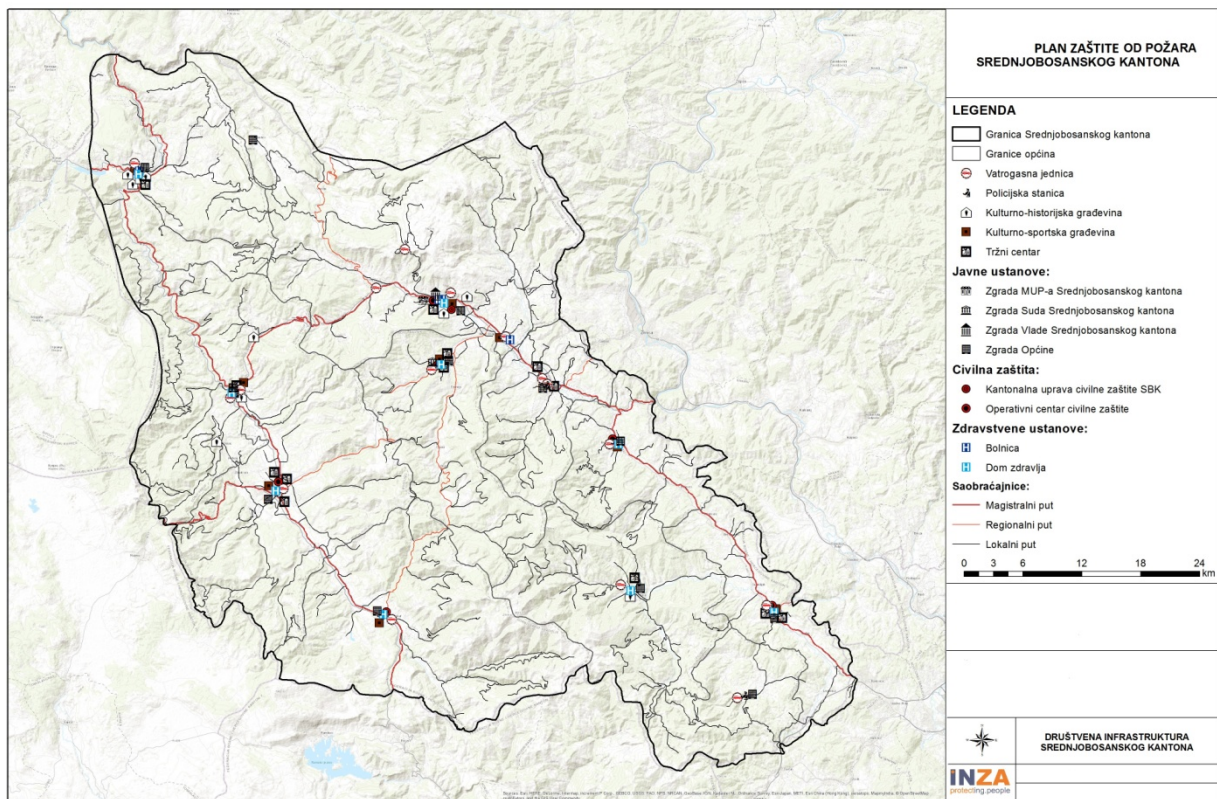 PLAN ZAŠTITE OD POŽARA
SREDNJOBOSANSKOG KANTONA
LEGENDA
Granica Srednjobosanskog kantona
Granice općina
Vatrogasna jednica
Policijska stanica
Kulturno-historijska građevina
Kulturno-sportska građevina
Tržni centar
Javne ustanove:
Zgrada MUP-a Srednjobosanskog kantona
Zgrada Suda Srednjobosanskog kantona
Zgrada Vlade Srednjobosanskog kantona
Zgrada Općine
Civilna zaštita:
Kantonalna uprava civilne zaštite SBK
Operativni centar civilne zaštite
Zdravstvene ustanove:
Bolnica
Dom zdravlja
Saobraćajnice:
Magistralni put
Regionalni put
Lokalni put
0 3 6 12 18 24
km
DRUŠTVENA INFRASTRUKTURA
SREDNJOBOSANSKOG KANTONA
INZA
protecting.people